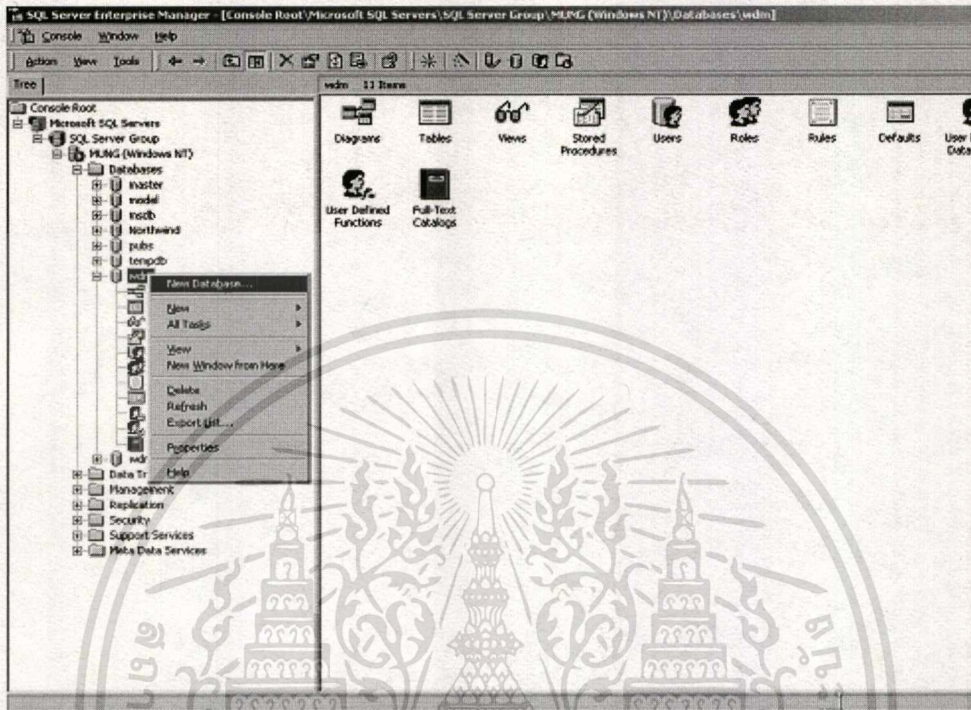 SQL Server Enterprise Manager - [Console Root\Microsoft SQL Servers\SQL Server Group\MUNG (Windows NT)\Databases\wdm]
Console Window Help
Action View Tools
Tree
wdm 11 Items
Console Root
Microsoft SQL Servers
SQL Server Group
MUNG (Windows NT)
Databases
master
model
msdb
Northwind
pubs
tempdb
wdm
wdr
Data Tr
Management
Replication
Security
Support Services
Meta Data Services
New Database...
New
All Tasks
View
New Window from Here
Delete
Refresh
Export List...
Properties
Help
Diagrams
Tables
Views
Stored
Procedures
Users
Roles
Rules
Defaults
User
Data
User Defined
Functions
Full-Text
Catalogs